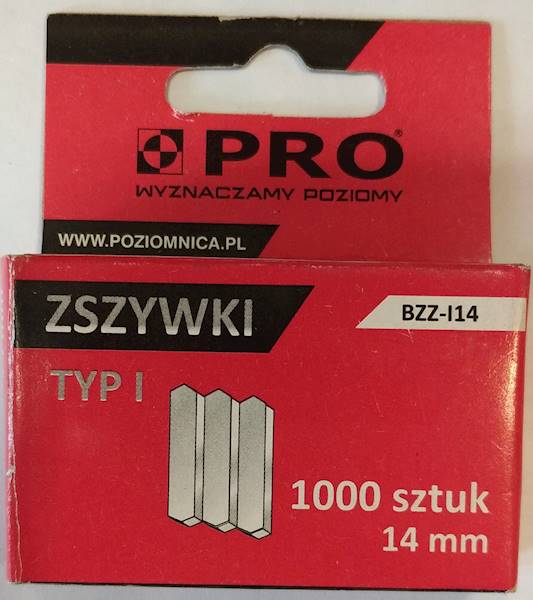 PRO®
WYZNACZAMY POZIOMY
WWW.POZIOMNICA.PL
ZSZYWKI
BZZ-I14
TYP I
1000 sztuk
14 mm